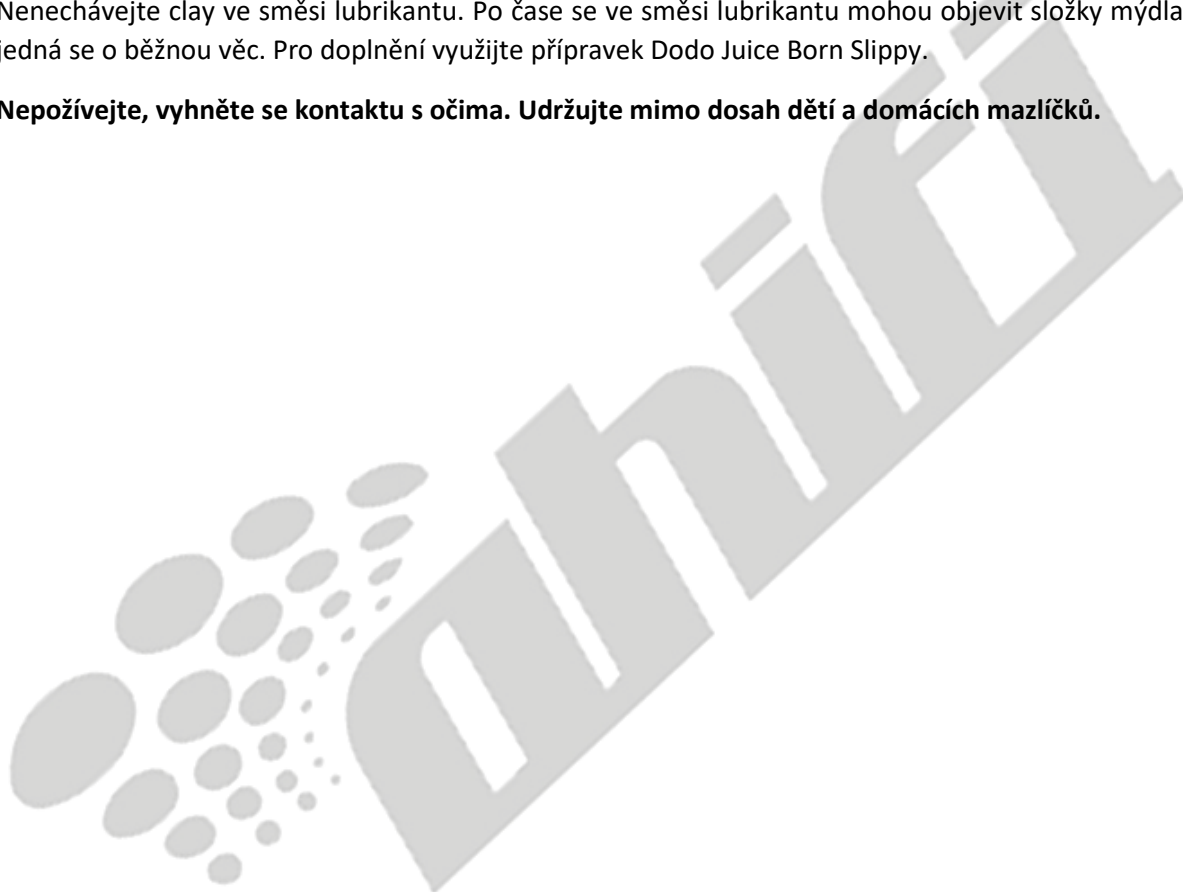 Nenechávejte clay ve směsi lubrikantu. Po čase se ve směsi lubrikantu mohou objevit složky mýdla
jedná se o běžnou věc. Pro doplnění využijte přípravek Dodo Juice Born Slippy.
Nepožívejte, vyhněte se kontaktu s očima. Udržujte mimo dosah dětí a domácích mazlíčků.
ahifi